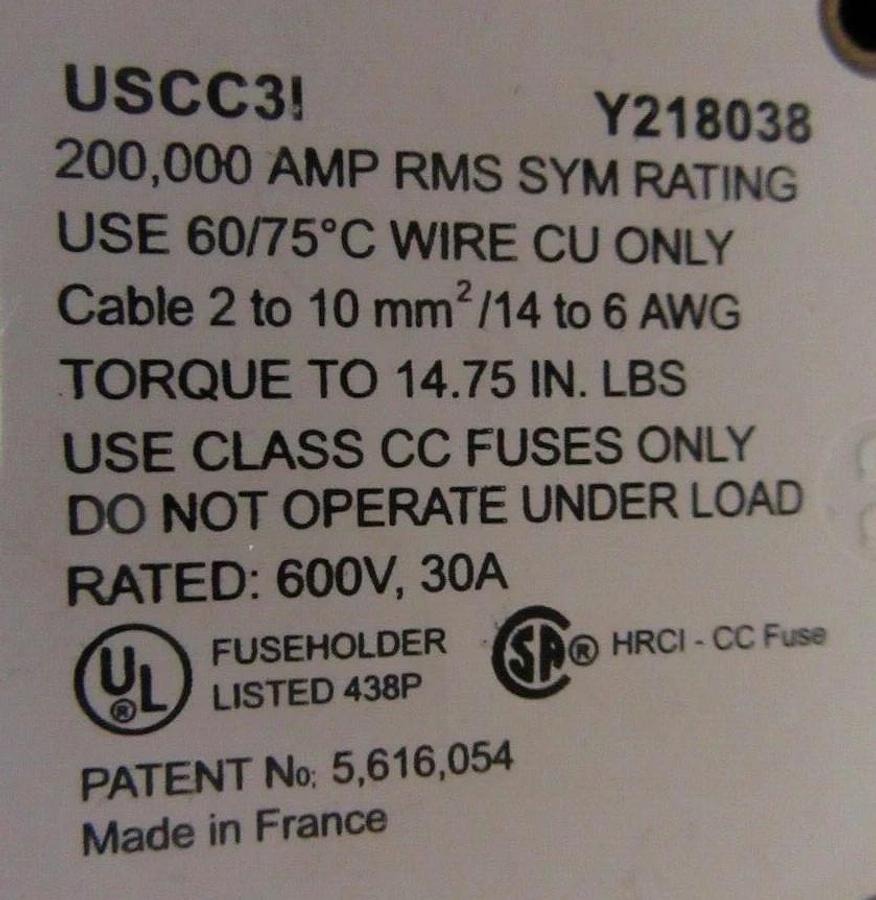 USCC3I Y218038
200,000 AMP RMS SYM RATING
USE 60/75°C WIRE CU ONLY
Cable 2 to 10 mm²/14 to 6 AWG
TORQUE TO 14.75 IN. LBS
USE CLASS CC FUSES ONLY
DO NOT OPERATE UNDER LOAD
RATED: 600V, 30A
UL® FUSEHOLDER
LISTED 438P
SA® HRCI - CC Fuse
PATENT No: 5,616,054
Made in France